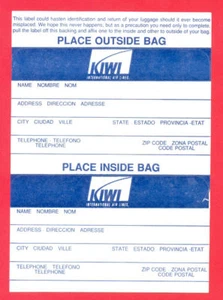 This label could hasten identification and return of your luggage should it ever become
misplaced. We hope this never happens, but as a precaution you need only to complete,
pull the label off this backing and affix one to the inside and other to outside of your bag.
PLACE OUTSIDE BAG
KIWI
INTERNATIONAL AIR LINES
NAME NOMBRE NOM
ADDRESS DIRECCION ADRESSE
CITY CIUDAD VILLE STATE ESTADO PROVINCIA-ETAT
TELEPHONE TELEFONO ZIP CODE ZONA POSTAL
TELEPHONE CODE POSTAL
PLACE INSIDE BAG
KIWI
INTERNATIONAL AIR LINES
NAME NOMBRE NOM
ADDRESS DIRECCION ADRESSE
CITY CIUDAD VILLE STATE ESTADO PROVINCIA-ETAT
TELEPHONE TELEFONO ZIP CODE ZONA POSTAL
TELEPHONE CODE POSTAL